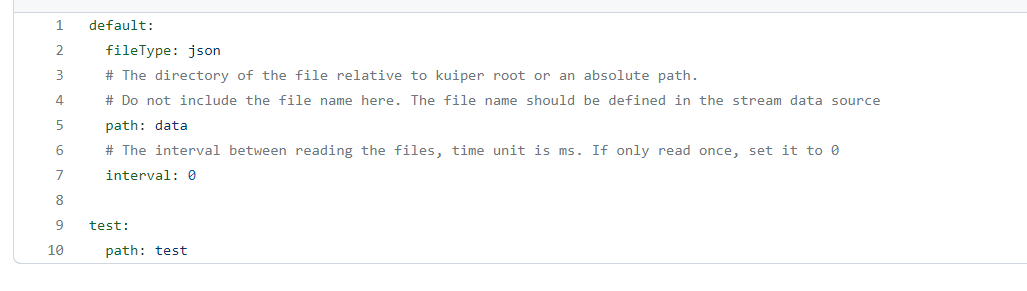 1 default:
2   fileType: json
3   # The directory of the file relative to kuiper root or an absolute path.
4   # Do not include the file name here. The file name should be defined in the stream data source
5   path: data
6   # The interval between reading the files, time unit is ms. If only read once, set it to 0
7   interval: 0
8
9 test:
10   path: test